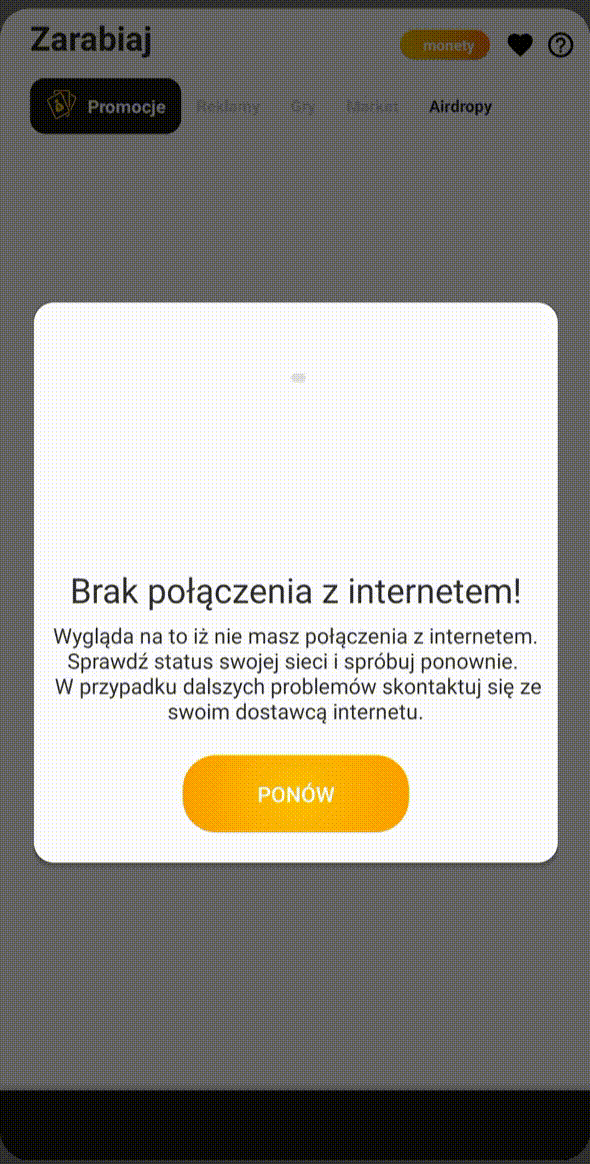 Zarabiaj
monety
Promocje Reklamy Gry Market Airdropy
Brak połączenia z internetem!
Wygląda na to iż nie masz połączenia z internetem.
Sprawdź status swojej sieci i spróbuj ponownie.
W przypadku dalszych problemów skontaktuj się ze
swoim dostawcą internetu.
PONÓW